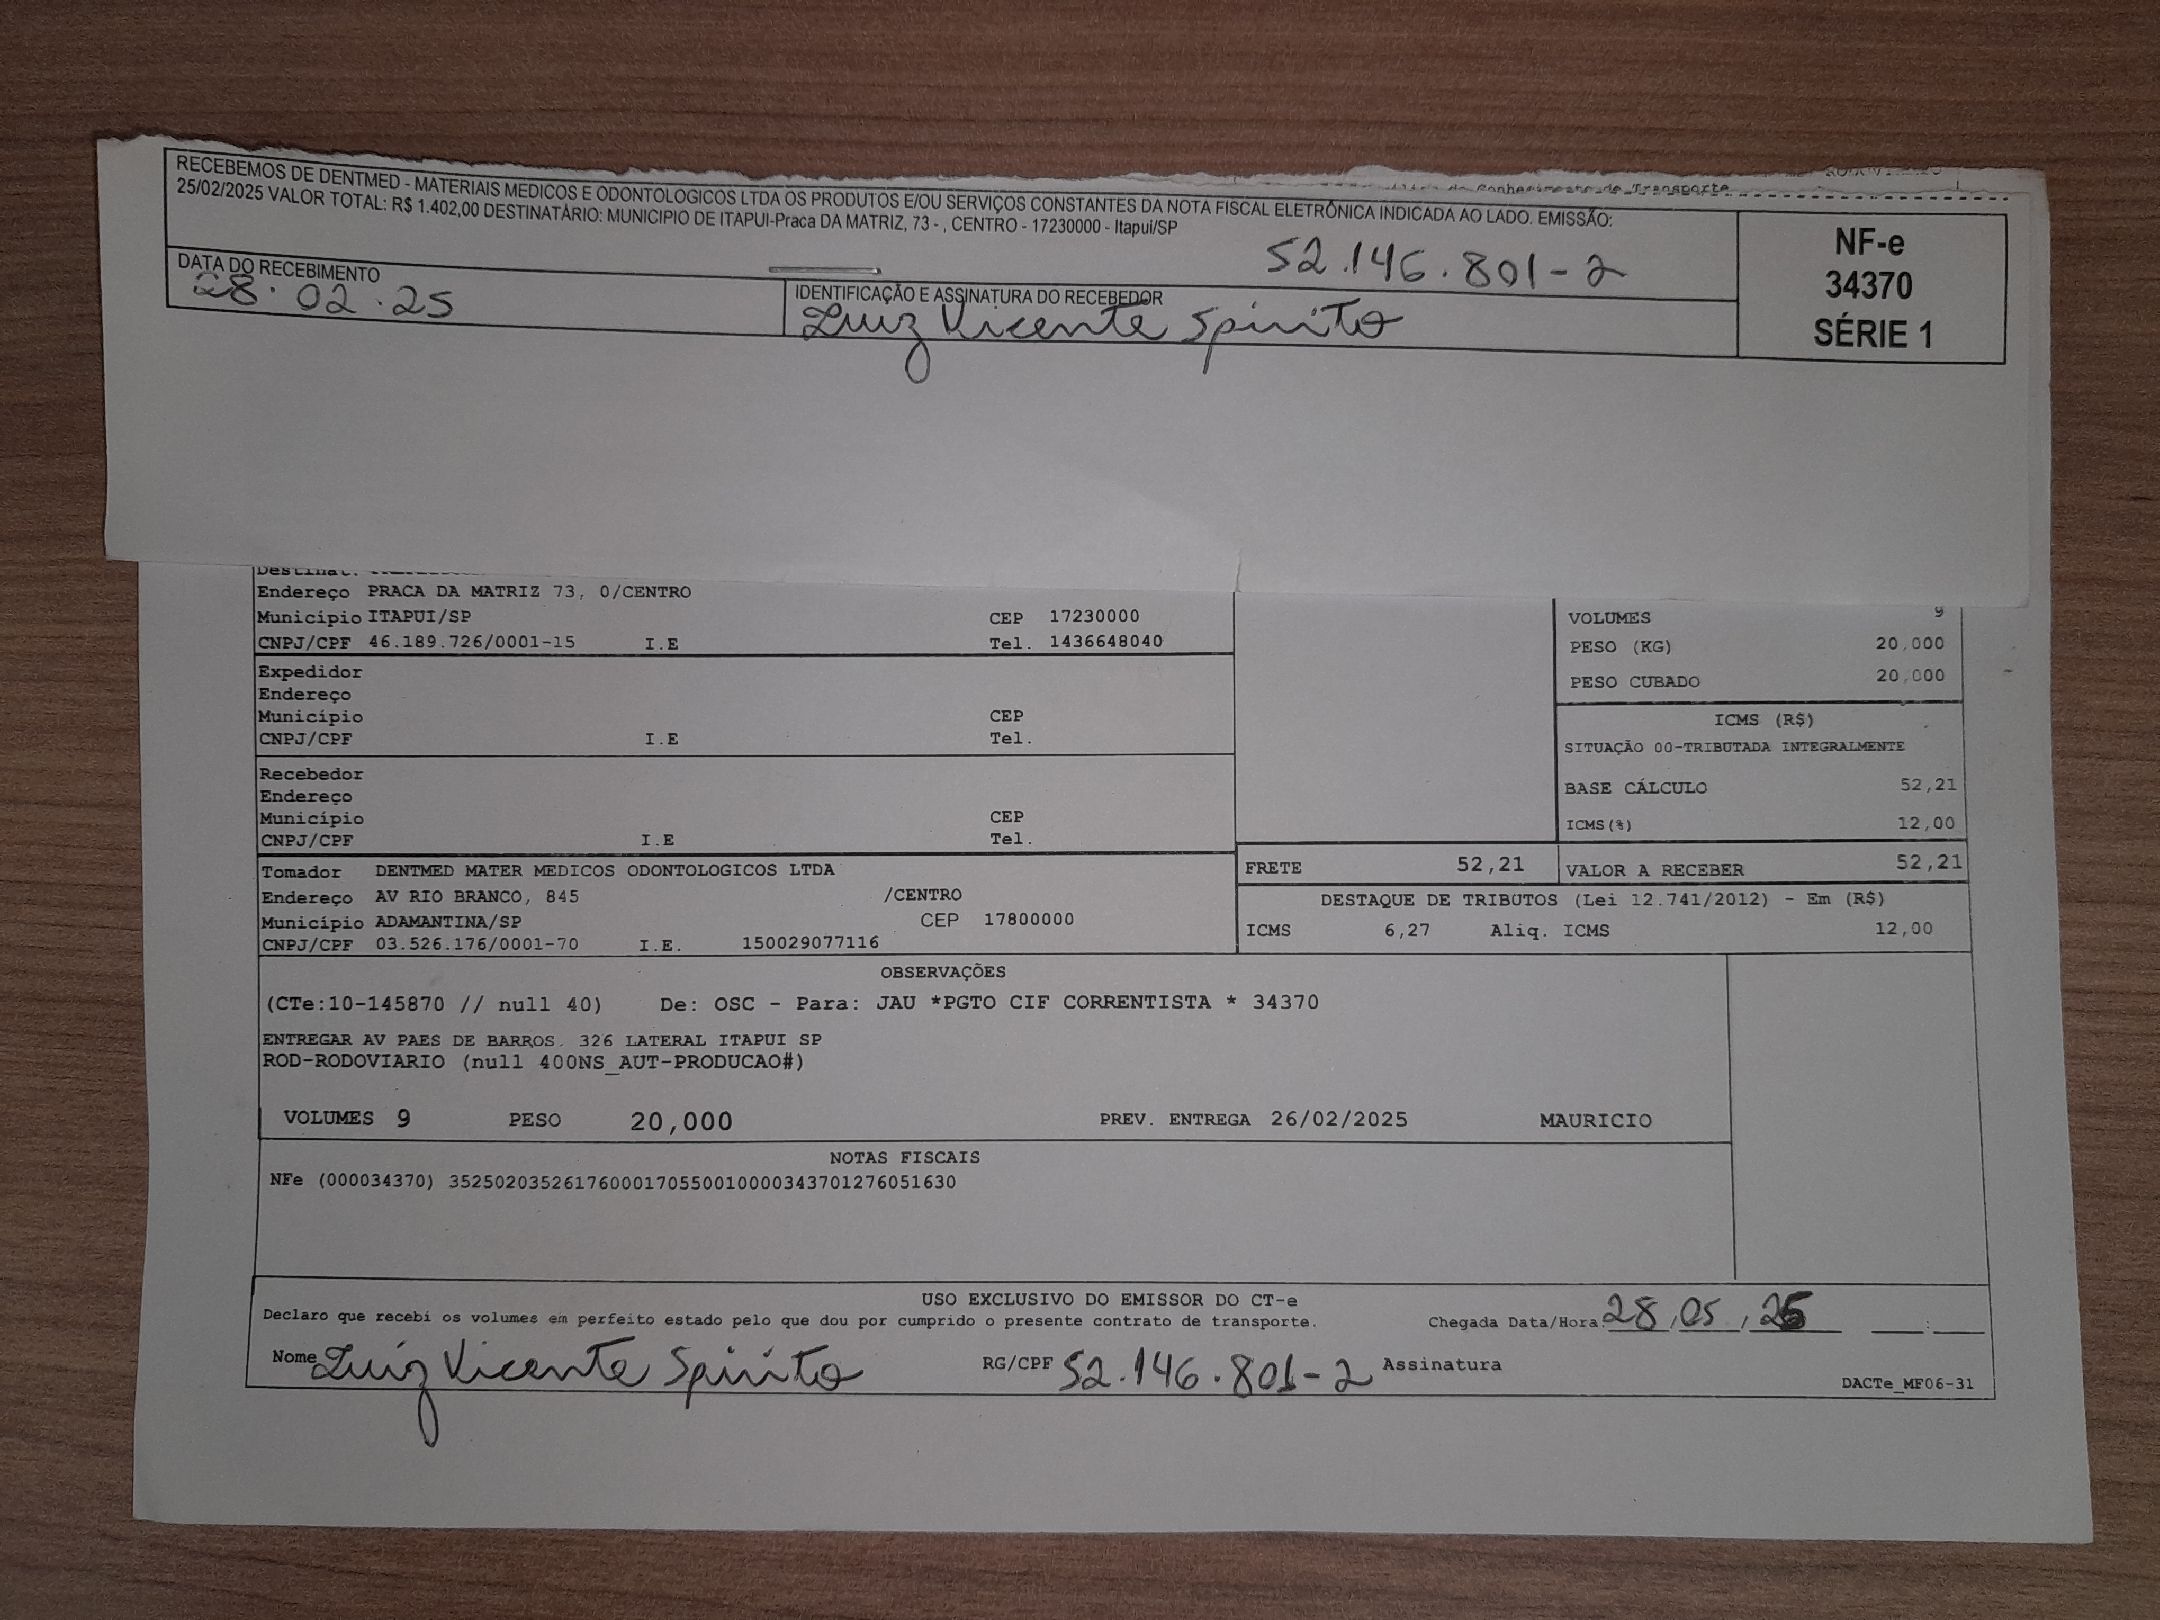 Conhecimento de Transporte
RECEBEMOS DE DENTMED - MATERIAIS MEDICOS E ODONTOLOGICOS LTDA OS PRODUTOS E/OU SERVIÇOS CONSTANTES DA NOTA FISCAL ELETRÔNICA INDICADA AO LADO. EMISSÃO:
25/02/2025 VALOR TOTAL: R$ 1.402,00 DESTINATÁRIO: MUNICIPIO DE ITAPUI-Praca DA MATRIZ, 73 - , CENTRO - 17230000 - Itapuí/SP
52.146.801-2
NF-e
34370
SÉRIE 1
DATA DO RECEBIMENTO
28.02.25
IDENTIFICAÇÃO E ASSINATURA DO RECEBEDOR
Luiz Vicente Spirito
Destinat.
Endereço PRACA DA MATRIZ 73, 0/CENTRO
Município ITAPUI/SP CEP 17230000
CNPJ/CPF 46.189.726/0001-15 I.E Tel. 1436648040
VOLUMES 9
PESO (KG) 20,000
PESO CUBADO 20,000
Expedidor
Endereço
Município CEP
CNPJ/CPF I.E Tel.
ICMS (R$)
SITUAÇÃO 00-TRIBUTADA INTEGRALMENTE
BASE CÁLCULO 52,21
ICMS(%) 12,00
Recebedor
Endereço
Município CEP
CNPJ/CPF I.E Tel.
Tomador DENTMED MATER MEDICOS ODONTOLOGICOS LTDA
Endereço AV RIO BRANCO, 845 /CENTRO
Município ADAMANTINA/SP CEP 17800000
CNPJ/CPF 03.526.176/0001-70 I.E. 150029077116
FRETE 52,21 VALOR A RECEBER 52,21
DESTAQUE DE TRIBUTOS (Lei 12.741/2012) - Em (R$)
ICMS 6,27 Aliq. ICMS 12,00
OBSERVAÇÕES
(CTe:10-145870 // null 40) De: OSC - Para: JAU *PGTO CIF CORRENTISTA * 34370
ENTREGAR AV PAES DE BARROS. 326 LATERAL ITAPUI SP
ROD-RODOVIARIO (null 400NS_AUT-PRODUCAO#)
VOLUMES 9 PESO 20,000 PREV. ENTREGA 26/02/2025 MAURICIO
NOTAS FISCAIS
NFe (000034370) 35250203526176000170550010000343701276051630
USO EXCLUSIVO DO EMISSOR DO CT-e
Declaro que recebi os volumes em perfeito estado pelo que dou por cumprido o presente contrato de transporte. Chegada Data/Hora: 28,05,25
Nome Luiz Vicente Spirito RG/CPF 52.146.801-2 Assinatura
DACTe_MF06-31